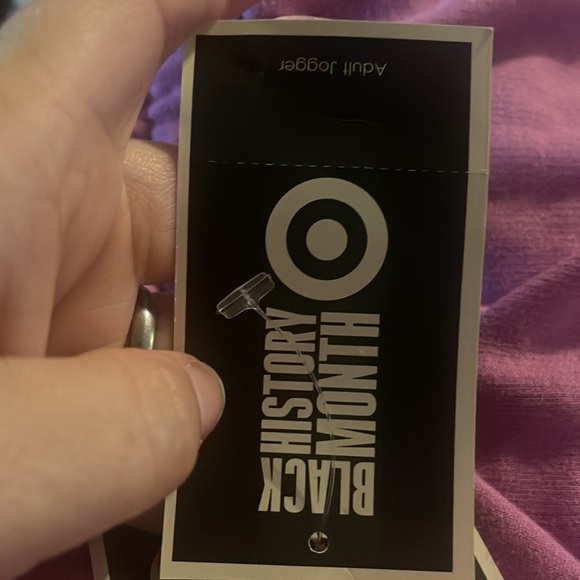 Adult Jogger
BLACK
HISTORY
MONTH